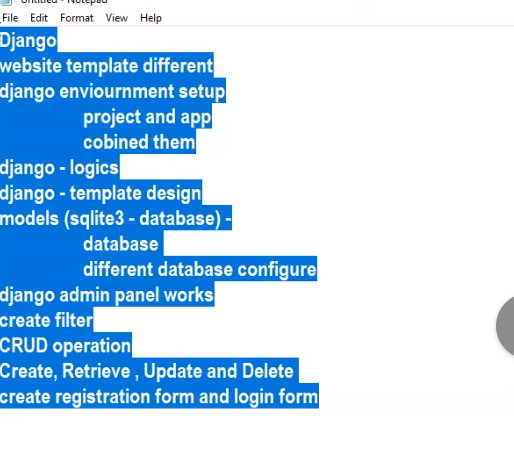 Untitled - Notepad
File Edit Format View Help
Django
website template different
django enviournment setup
project and app
cobined them
django - logics
django - template design
models (sqlite3 - database) -
database
different database configure
django admin panel works
create filter
CRUD operation
Create, Retrieve , Update and Delete
create registration form and login form